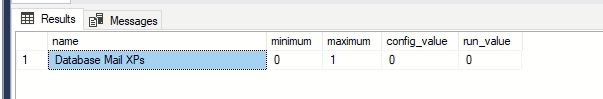 Results Messages
name minimum maximum config_value run_value
1 Database Mail XPs 0 1 0 0